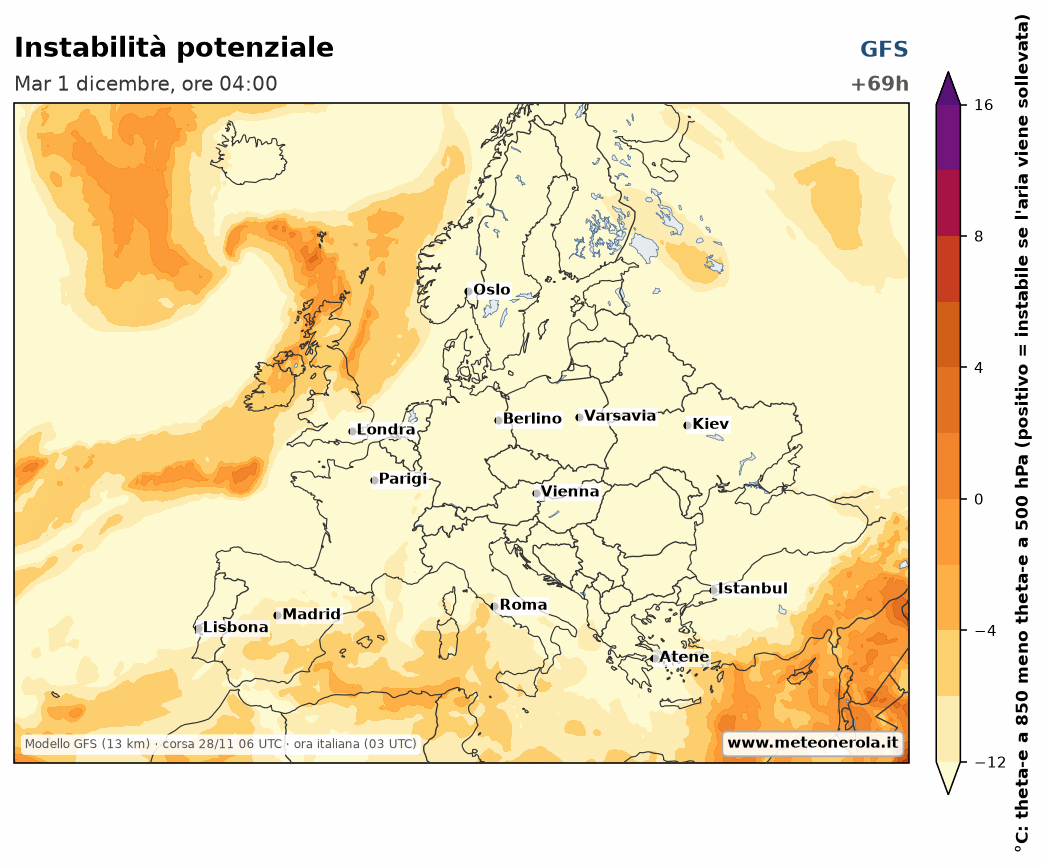 Instabilità potenziale
GFS
Mar 1 dicembre, ore 04:00
+69h
Oslo
Berlino
Varsavia
Kiev
Londra
Parigi
Vienna
Istanbul
Roma
Madrid
Lisbona
Atene
Modello GFS (13 km) · corsa 28/11 06 UTC · ora italiana (03 UTC)
www.meteonerola.it
16
8
4
0
−4
−12
°C: theta-e a 850 meno theta-e a 500 hPa (positivo = instabile se l'aria viene sollevata)